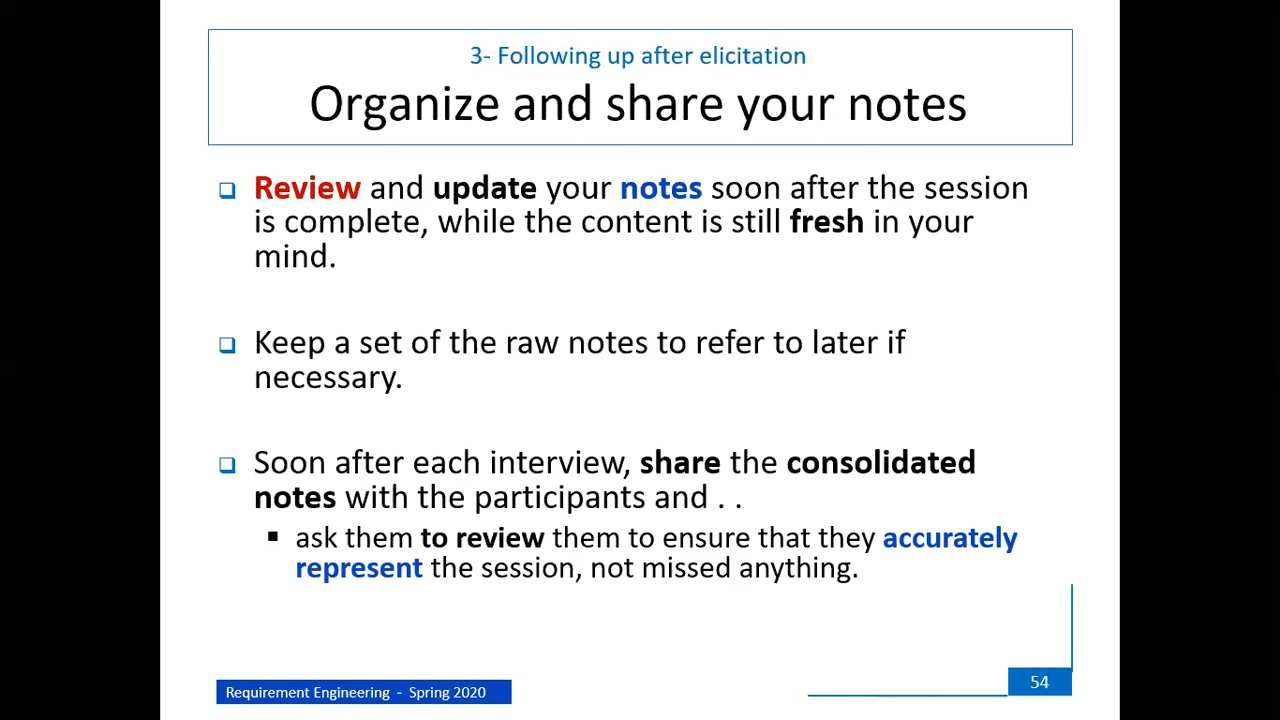 3- Following up after elicitation
Organize and share your notes
Review and update your notes soon after the session
is complete, while the content is still fresh in your
mind.
Keep a set of the raw notes to refer to later if
necessary.
Soon after each interview, share the consolidated
notes with the participants and . .
ask them to review them to ensure that they accurately
represent the session, not missed anything.
Requirement Engineering - Spring 2020
54